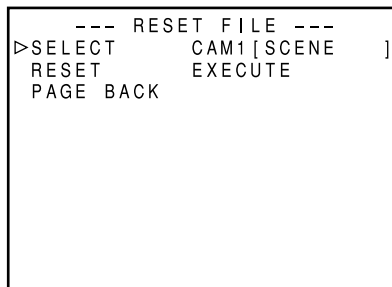 --- RESET FILE ---
▷SELECT CAM1[SCENE ]
RESET EXECUTE
PAGE BACK